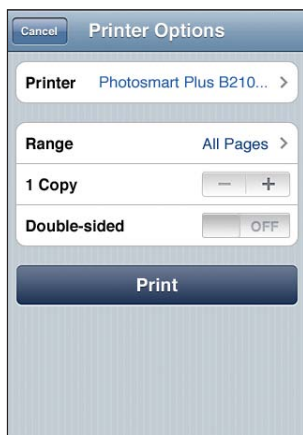 Cancel Printer Options
Printer Photosmart Plus B210... >
Range All Pages >
1 Copy − +
Double-sided OFF
Print